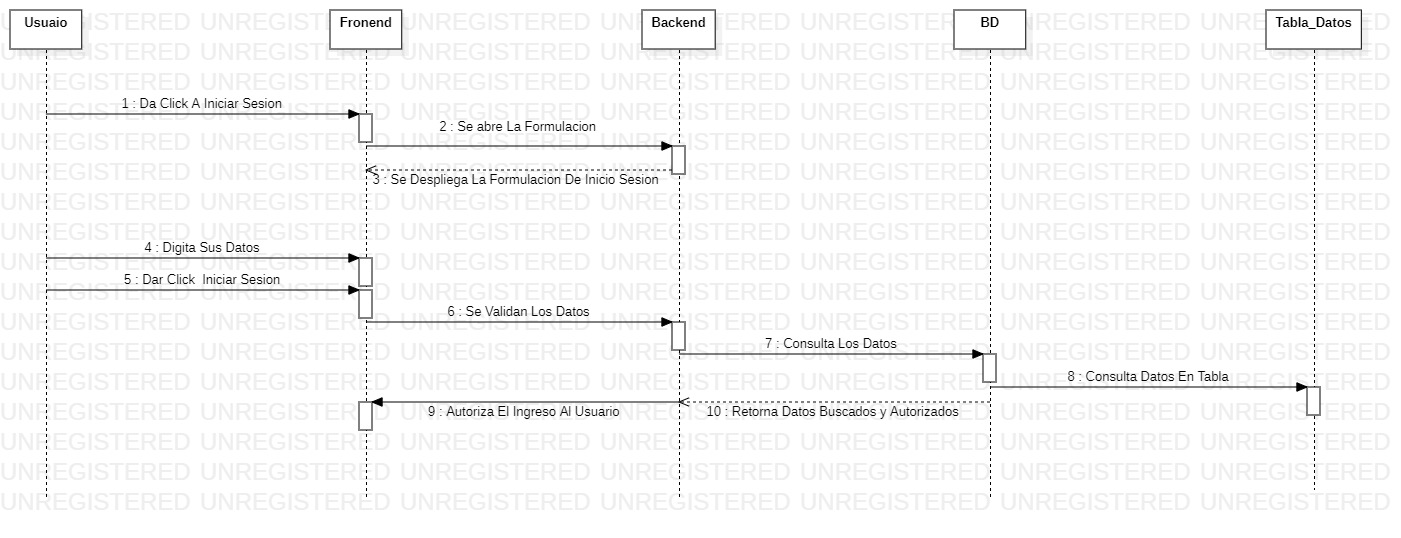 Usuaio
Fronend
Backend
BD
Tabla_Datos
1 : Da Click A Iniciar Sesion
2 : Se abre La Formulacion
3 : Se Despliega La Formulacion De Inicio Sesion
4 : Digita Sus Datos
5 : Dar Click  Iniciar Sesion
6 : Se Validan Los Datos
7 : Consulta Los Datos
8 : Consulta Datos En Tabla
9 : Autoriza El Ingreso Al Usuario
10 : Retorna Datos Buscados y Autorizados
UNREGISTERED UNREGISTERED UNREGISTERED UNREGISTERED UNREGISTERED UNREGISTERED UNREGISTERED